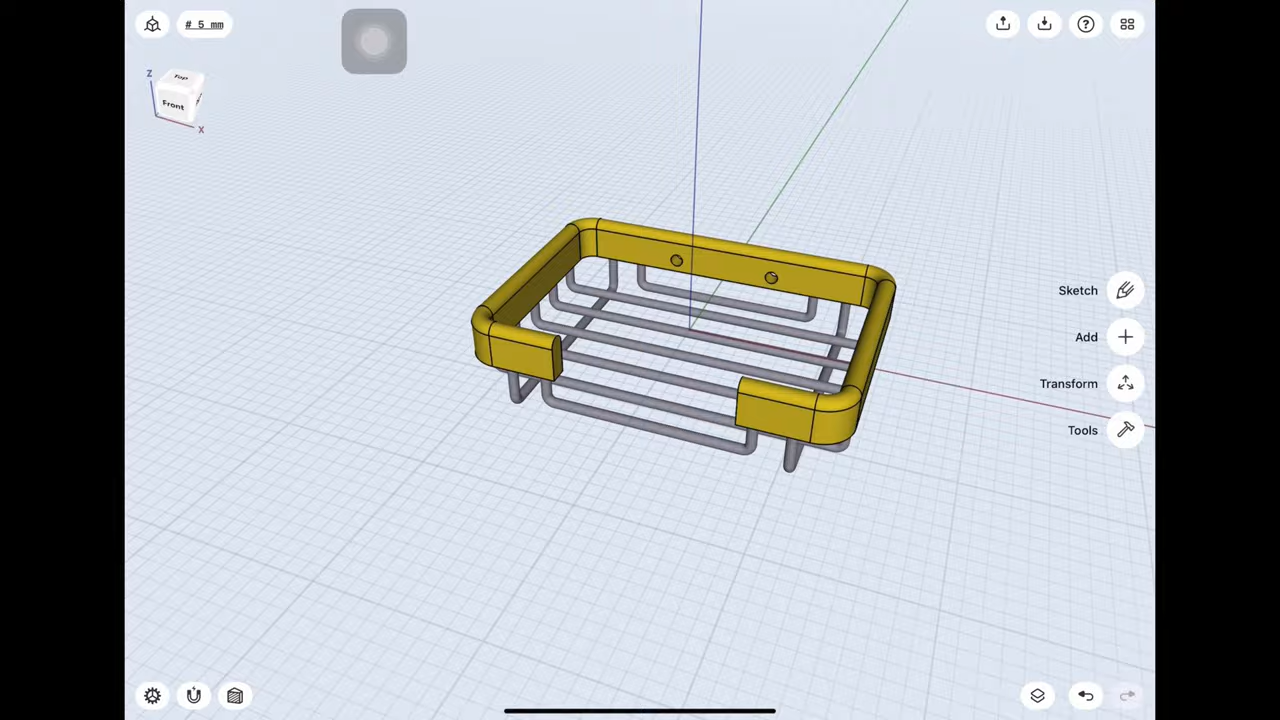 # 5 mm
Z
Top
Front
X
Sketch
Add
Transform
Tools